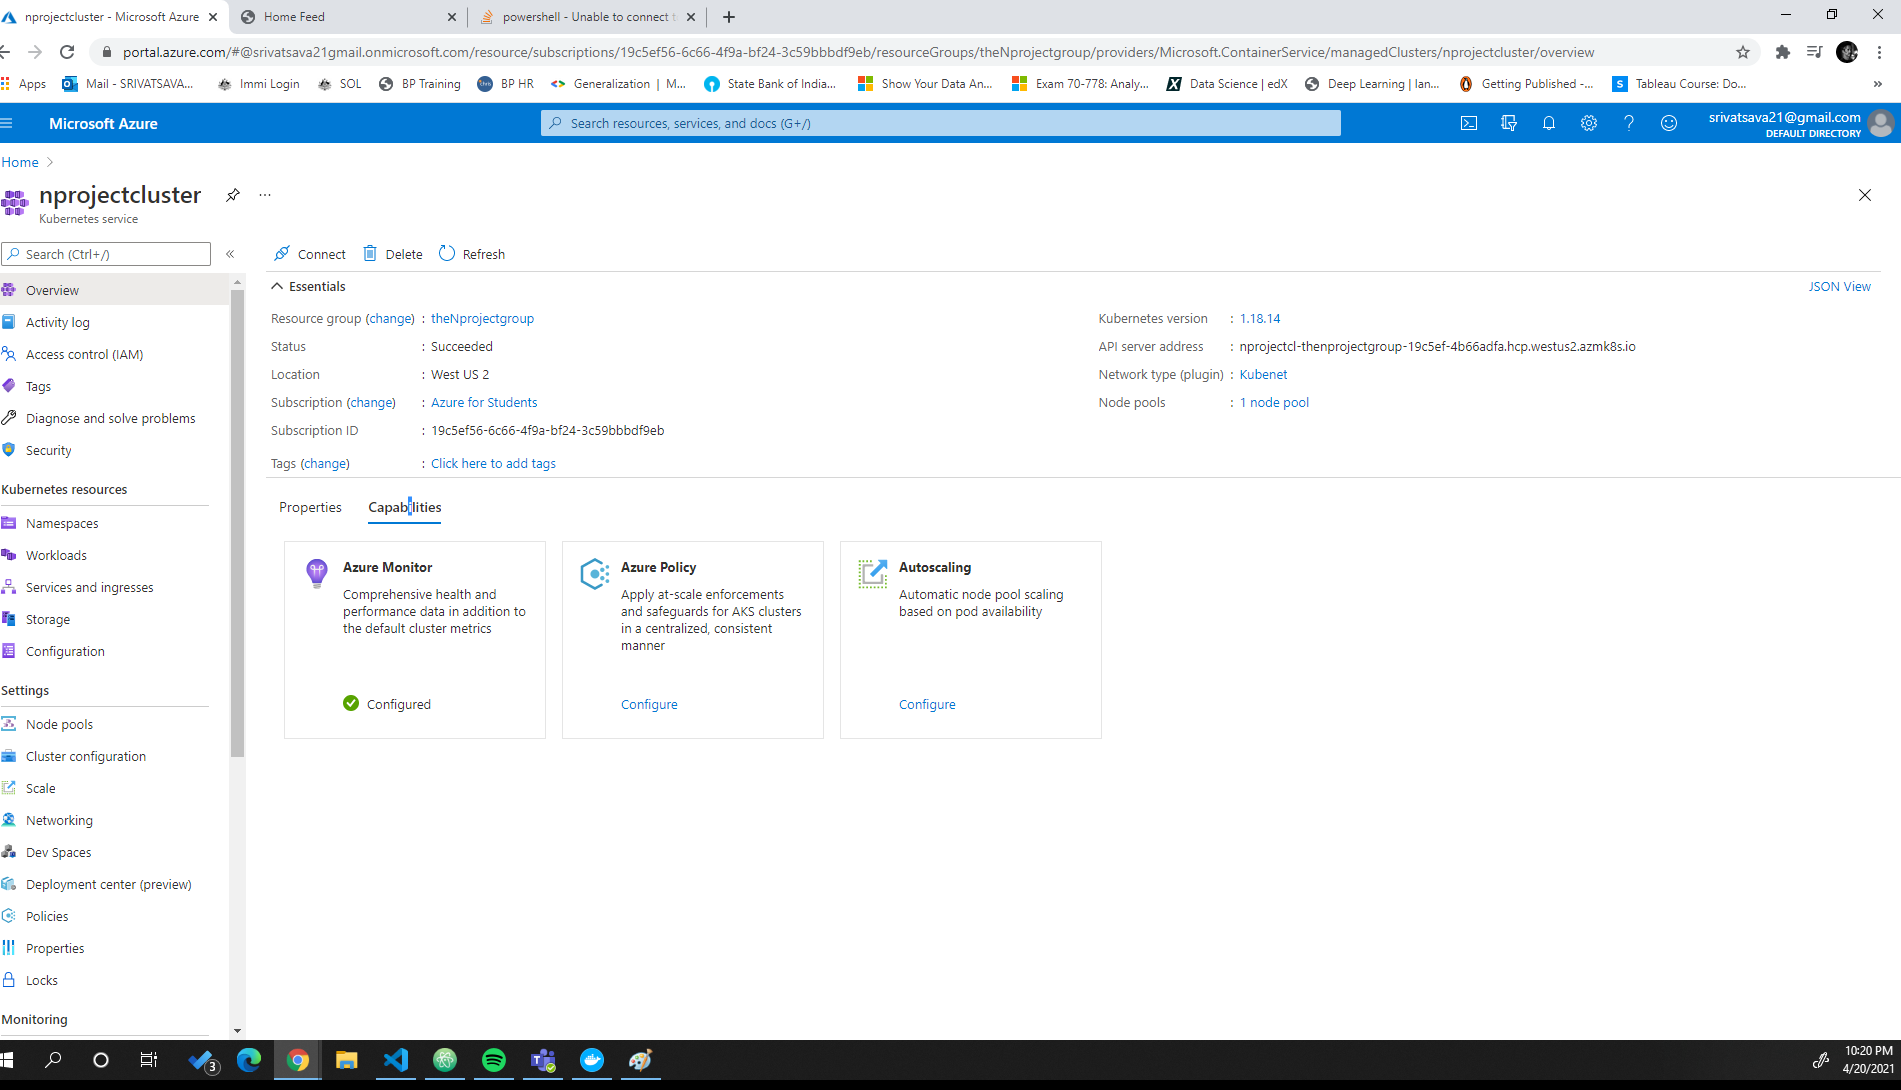 nprojectcluster - Microsoft Azure
Home Feed
powershell - Unable to connect t
portal.azure.com/#@srivatsava21gmail.onmicrosoft.com/resource/subscriptions/19c5ef56-6c66-4f9a-bf24-3c59bbbdf9eb/resourceGroups/theNprojectgroup/providers/Microsoft.ContainerService/managedClusters/nprojectcluster/overview
Apps Mail - SRIVATSAVA... Immi Login SOL BP Training BP HR Generalization | M... State Bank of India... Show Your Data An... Exam 70-778: Analy... Data Science | edX Deep Learning | Ian... Getting Published -... Tableau Course: Do... »
Microsoft Azure
Search resources, services, and docs (G+/)
srivatsava21@gmail.com
DEFAULT DIRECTORY
Home >
nprojectcluster ...
Kubernetes service
Search (Ctrl+/) «
Overview
Activity log
Access control (IAM)
Tags
Diagnose and solve problems
Security
Kubernetes resources
Namespaces
Workloads
Services and ingresses
Storage
Configuration
Settings
Node pools
Cluster configuration
Scale
Networking
Dev Spaces
Deployment center (preview)
Policies
Properties
Locks
Monitoring
Connect Delete Refresh
Essentials
JSON View
Resource group (change) : theNprojectgroup
Status : Succeeded
Location : West US 2
Subscription (change) : Azure for Students
Subscription ID : 19c5ef56-6c66-4f9a-bf24-3c59bbbdf9eb
Tags (change) : Click here to add tags
Kubernetes version : 1.18.14
API server address : nprojectcl-thenprojectgroup-19c5ef-4b66adfa.hcp.westus2.azmk8s.io
Network type (plugin) : Kubenet
Node pools : 1 node pool
Properties Capabilities
Azure Monitor
Comprehensive health and
performance data in addition to
the default cluster metrics
Configured
Azure Policy
Apply at-scale enforcements
and safeguards for AKS clusters
in a centralized, consistent
manner
Configure
Autoscaling
Automatic node pool scaling
based on pod availability
Configure
3
10:20 PM
4/20/2021